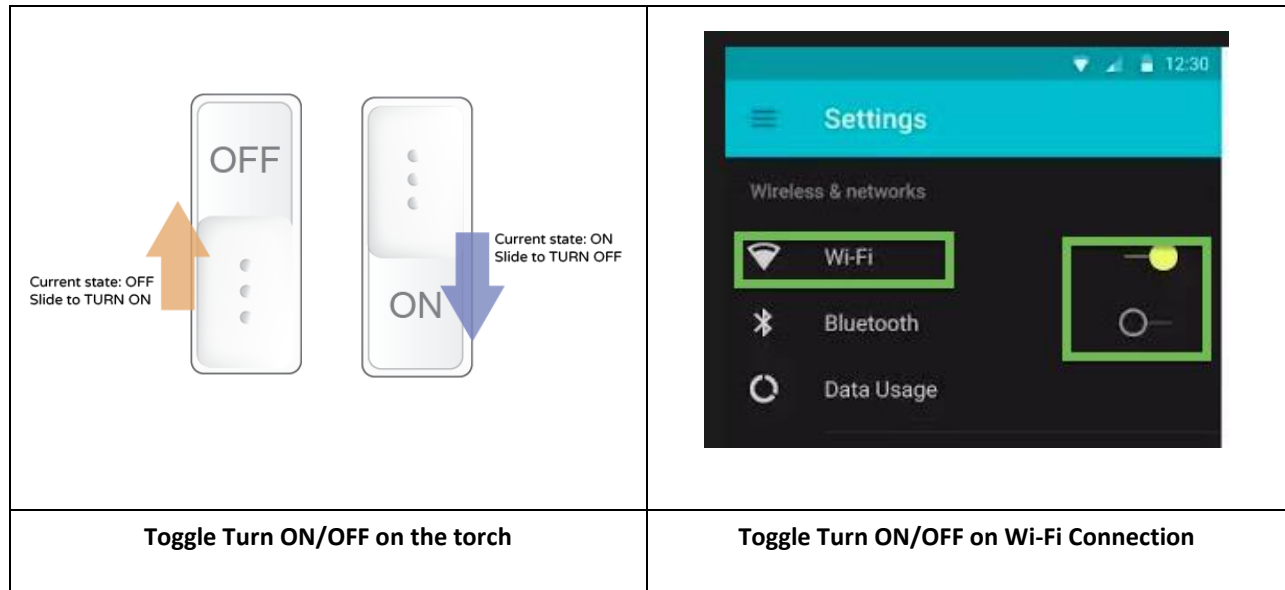 OFF
Current state: OFF
Slide to TURN ON
Current state: ON
Slide to TURN OFF
ON
Toggle Turn ON/OFF on the torch
12:30
Settings
Wireless & networks
Wi-Fi
Bluetooth
Data Usage
Toggle Turn ON/OFF on Wi-Fi Connection